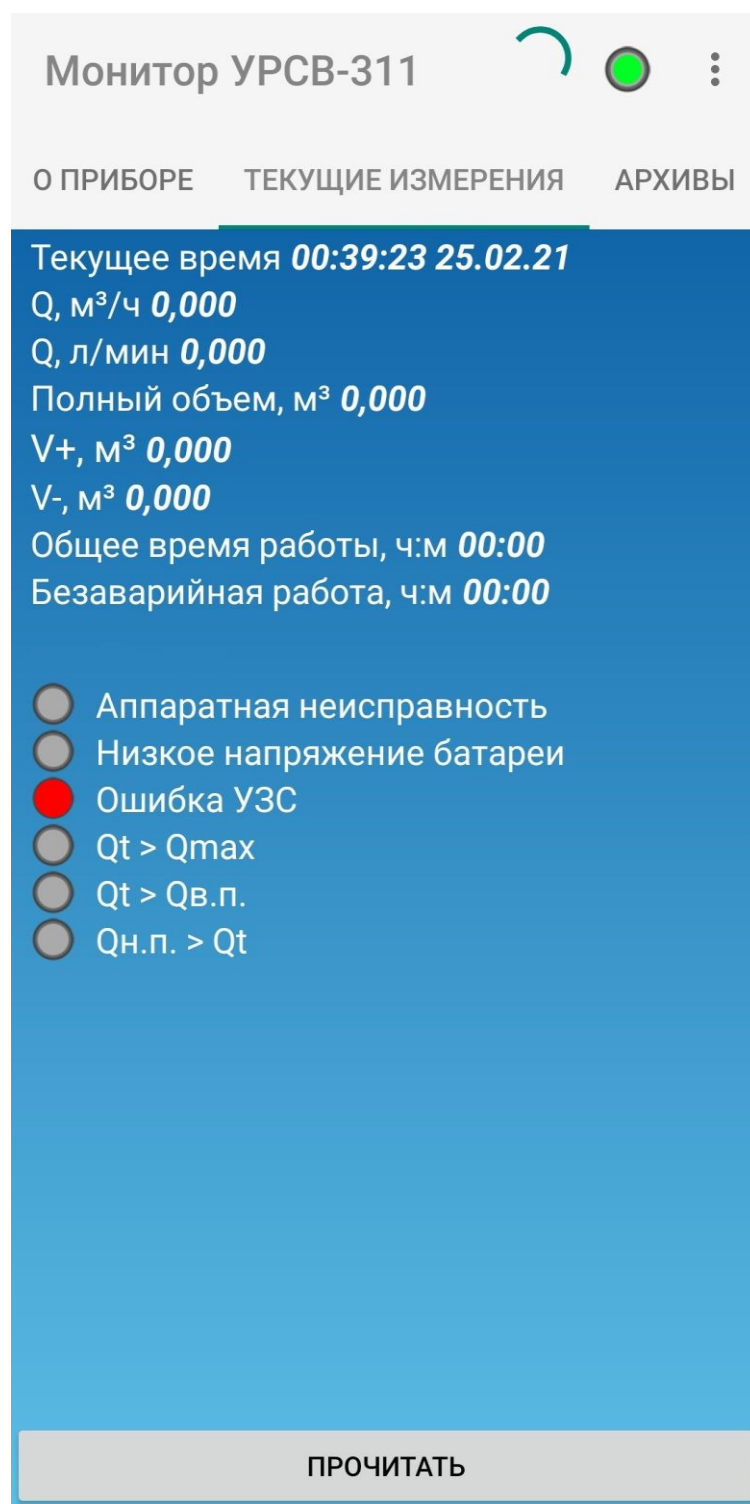 Монитор УРСВ-311
О ПРИБОРЕ ТЕКУЩИЕ ИЗМЕРЕНИЯ АРХИВЫ
Текущее время 00:39:23 25.02.21
Q, м³/ч 0,000
Q, л/мин 0,000
Полный объем, м³ 0,000
V+, м³ 0,000
V-, м³ 0,000
Общее время работы, ч:м 00:00
Безаварийная работа, ч:м 00:00
Аппаратная неисправность
Низкое напряжение батареи
Ошибка УЗС
Qt > Qmax
Qt > Qв.п.
Qн.п. > Qt
ПРОЧИТАТЬ